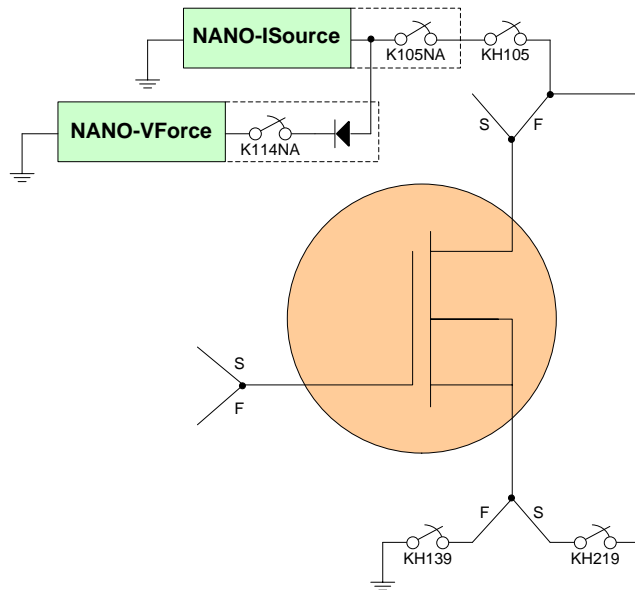 NANO-ISource
K105NA
KH105
NANO-VForce
K114NA
S
F
S
F
F
S
KH139
KH219